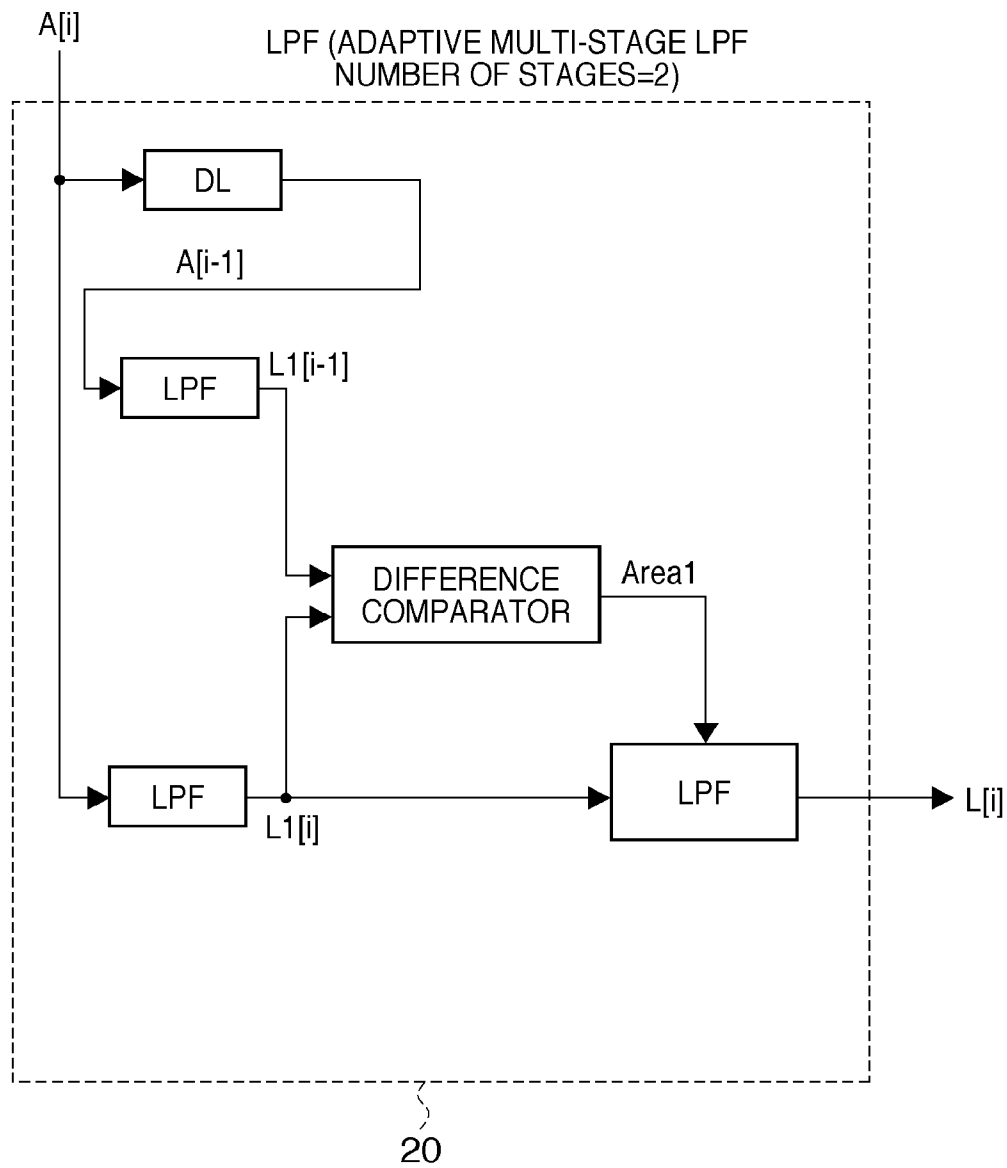 A[i]
LPF (ADAPTIVE MULTI-STAGE LPF
NUMBER OF STAGES=2)
DL
A[i-1]
LPF
L1[i-1]
DIFFERENCE
COMPARATOR
Area1
LPF
L1[i]
LPF
L[i]
20